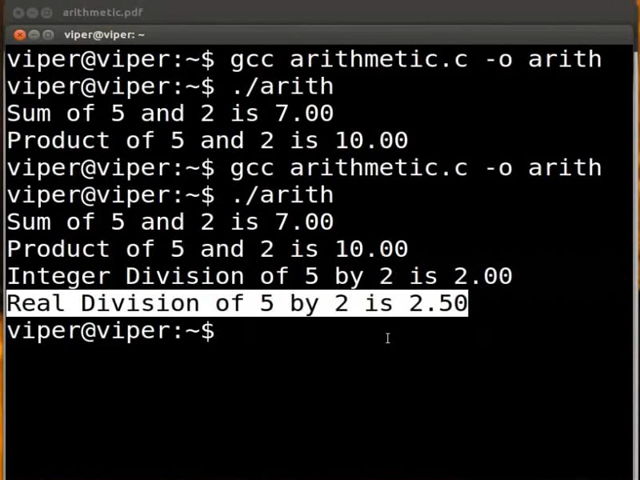 arithmetic.pdf
viper@viper: ~
viper@viper:~$ gcc arithmetic.c -o arith
viper@viper:~$ ./arith
Sum of 5 and 2 is 7.00
Product of 5 and 2 is 10.00
viper@viper:~$ gcc arithmetic.c -o arith
viper@viper:~$ ./arith
Sum of 5 and 2 is 7.00
Product of 5 and 2 is 10.00
Integer Division of 5 by 2 is 2.00
Real Division of 5 by 2 is 2.50
viper@viper:~$